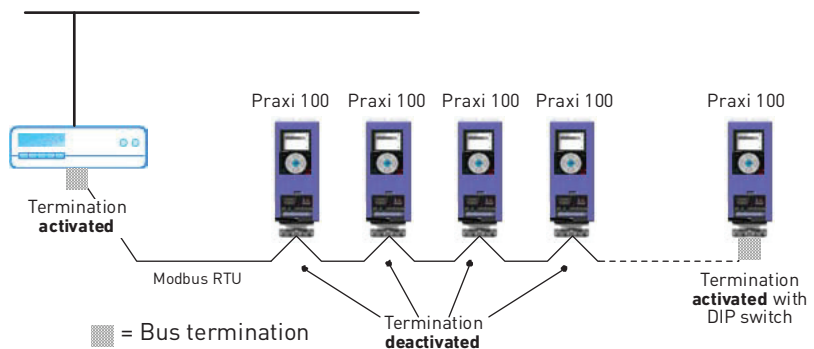 Praxi 100 Praxi 100 Praxi 100 Praxi 100 Praxi 100
Termination
activated
Modbus RTU
Termination
deactivated
Termination
activated with
DIP switch
= Bus termination